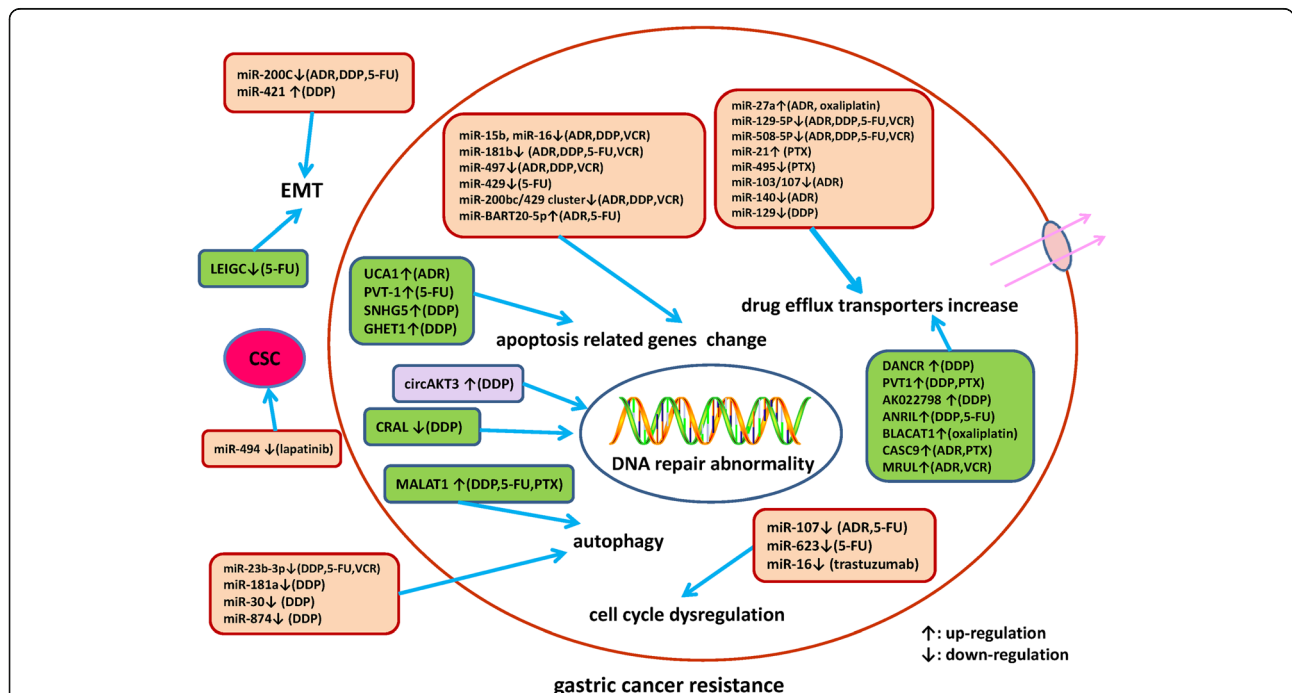 miR-200C↓(ADR,DDP,5-FU)
miR-421 ↑(DDP)
EMT
LEIGC↓(5-FU)
CSC
miR-494 ↓(lapatinib)
miR-23b-3p↓(DDP,5-FU,VCR)
miR-181a↓(DDP)
miR-30↓ (DDP)
miR-874↓ (DDP)
miR-15b, miR-16↓(ADR,DDP,VCR)
miR-181b↓ (ADR,DDP,5-FU,VCR)
miR-497↓(ADR,DDP,VCR)
miR-429↓(5-FU)
miR-200bc/429 cluster↓(ADR,DDP,VCR)
miR-BART20-5p↑(ADR,5-FU)
UCA1↑(ADR)
PVT-1↑(5-FU)
SNHG5↑(DDP)
GHET1↑(DDP)
apoptosis related genes change
circAKT3 ↑(DDP)
CRAL ↓(DDP)
DNA repair abnormality
MALAT1 ↑(DDP,5-FU,PTX)
autophagy
miR-27a↑(ADR, oxaliplatin)
miR-129-5P↓(ADR,DDP,5-FU,VCR)
miR-508-5P↓(ADR,DDP,5-FU,VCR)
miR-21↑ (PTX)
miR-495↓(PTX)
miR-103/107↓(ADR)
miR-140↓(ADR)
miR-129↓(DDP)
drug efflux transporters increase
DANCR ↑(DDP)
PVT1↑(DDP,PTX)
AK022798 ↑(DDP)
ANRIL↑(DDP,5-FU)
BLACAT1↑(oxaliplatin)
CASC9↑(ADR,PTX)
MRUL↑(ADR,VCR)
miR-107↓ (ADR,5-FU)
miR-623↓(5-FU)
miR-16↓ (trastuzumab)
cell cycle dysregulation
↑: up-regulation
↓: down-regulation
gastric cancer resistance